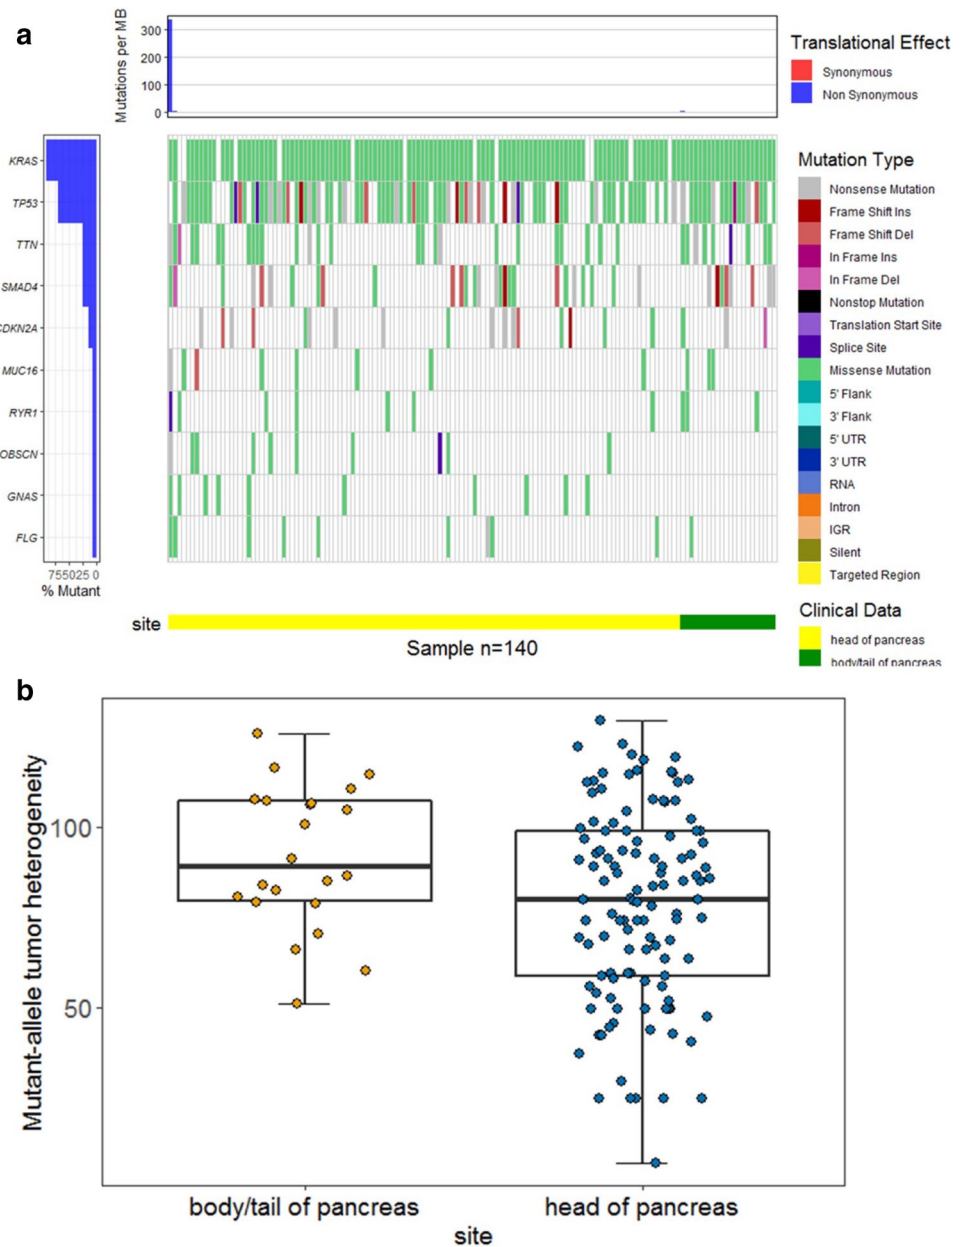 a
Mutations per MB
300
200
100
0
Translational Effect
Synonymous
Non Synonymous
KRAS
TP53
TTN
SMAD4
CDKN2A
MUC16
RYR1
OBSCN
GNAS
FLG
755025 0
% Mutant
Mutation Type
Nonsense Mutation
Frame Shift Ins
Frame Shift Del
In Frame Ins
In Frame Del
Nonstop Mutation
Translation Start Site
Splice Site
Missense Mutation
5' Flank
3' Flank
5' UTR
3' UTR
RNA
Intron
IGR
Silent
Targeted Region
Clinical Data
head of pancreas
body/tail of pancreas
site
Sample n=140
b
Mutant-allele tumor heterogeneity
100
50
body/tail of pancreas
head of pancreas
site